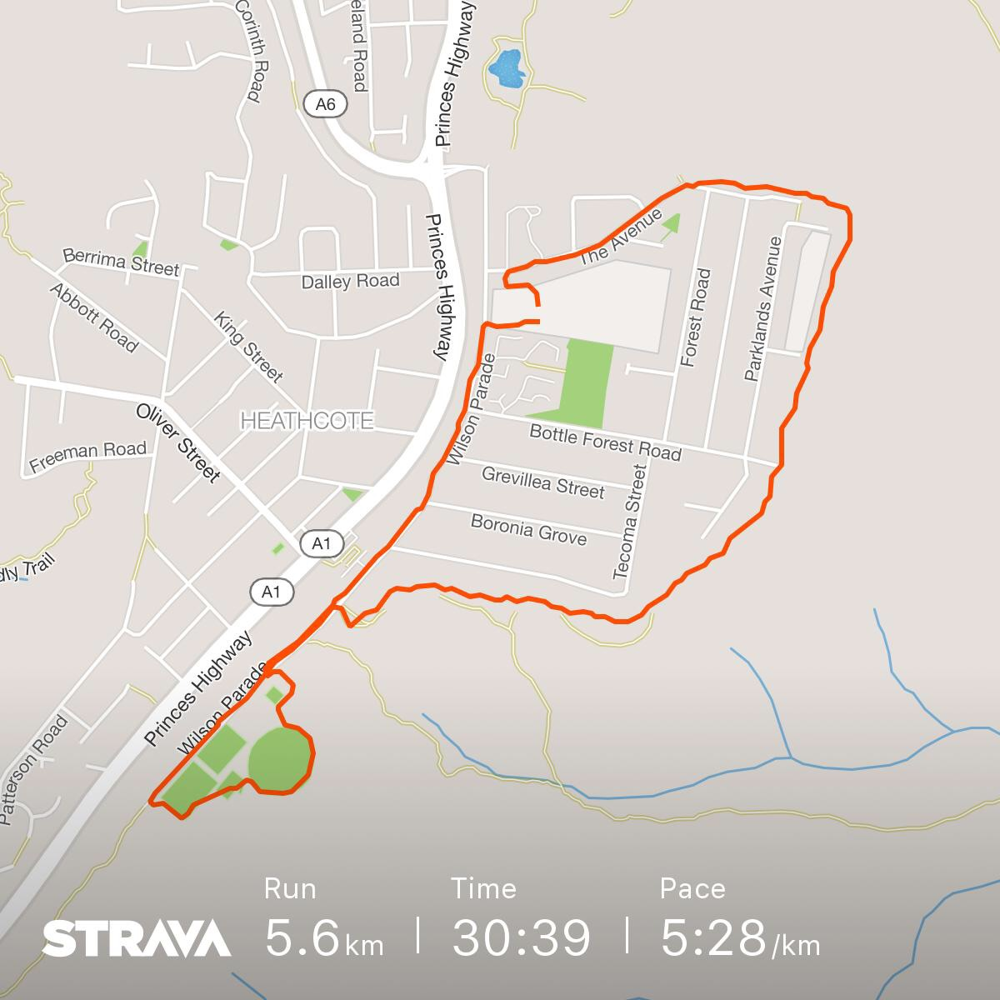 Corinth Road
eland Road
Princes Highway
A6
Princes Highway
The Avenue
Berrima Street
Dalley Road
Abbott Road
King Street
Forest Road
Parklands Avenue
Wilson Parade
HEATHCOTE
Oliver Street
Bottle Forest Road
Freeman Road
Grevillea Street
Tecoma Street
Boronia Grove
A1
dly Trail
A1
Princes Highway
Wilson Parade
Patterson Road
Run Time Pace
STRAVA 5.6 km | 30:39 | 5:28 /km